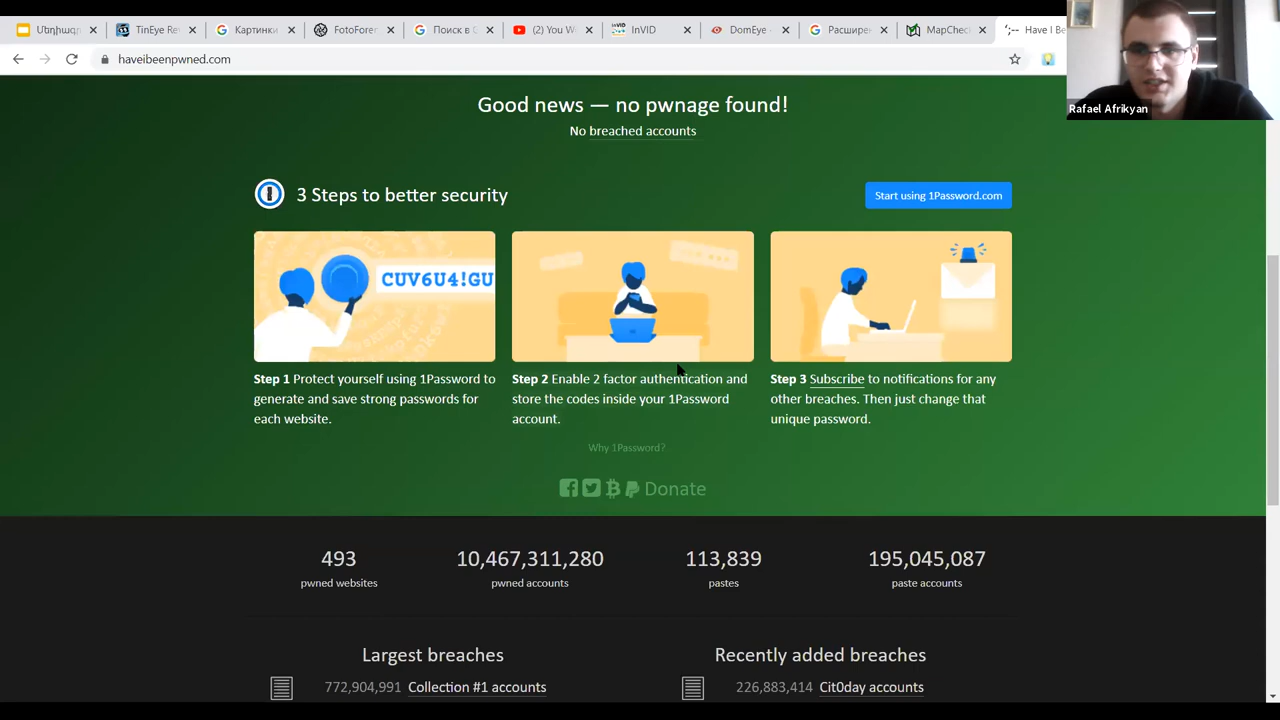 Մեդիագ
TinEye Re
Картинки
FotoFore
Поиск в G
(2) You W
InVID
DomEye -
Расшире
MapChec
Have I Be
haveibeenpwned.com
Rafael Afrikyan
Good news — no pwnage found!
No breached accounts
3 Steps to better security
Start using 1Password.com
CUV6U4!GU
Step 1 Protect yourself using 1Password to
generate and save strong passwords for
each website.
Step 2 Enable 2 factor authentication and
store the codes inside your 1Password
account.
Step 3 Subscribe to notifications for any
other breaches. Then just change that
unique password.
Why 1Password?
Donate
493
pwned websites
10,467,311,280
pwned accounts
113,839
pastes
195,045,087
paste accounts
Largest breaches
772,904,991 Collection #1 accounts
Recently added breaches
226,883,414 Cit0day accounts